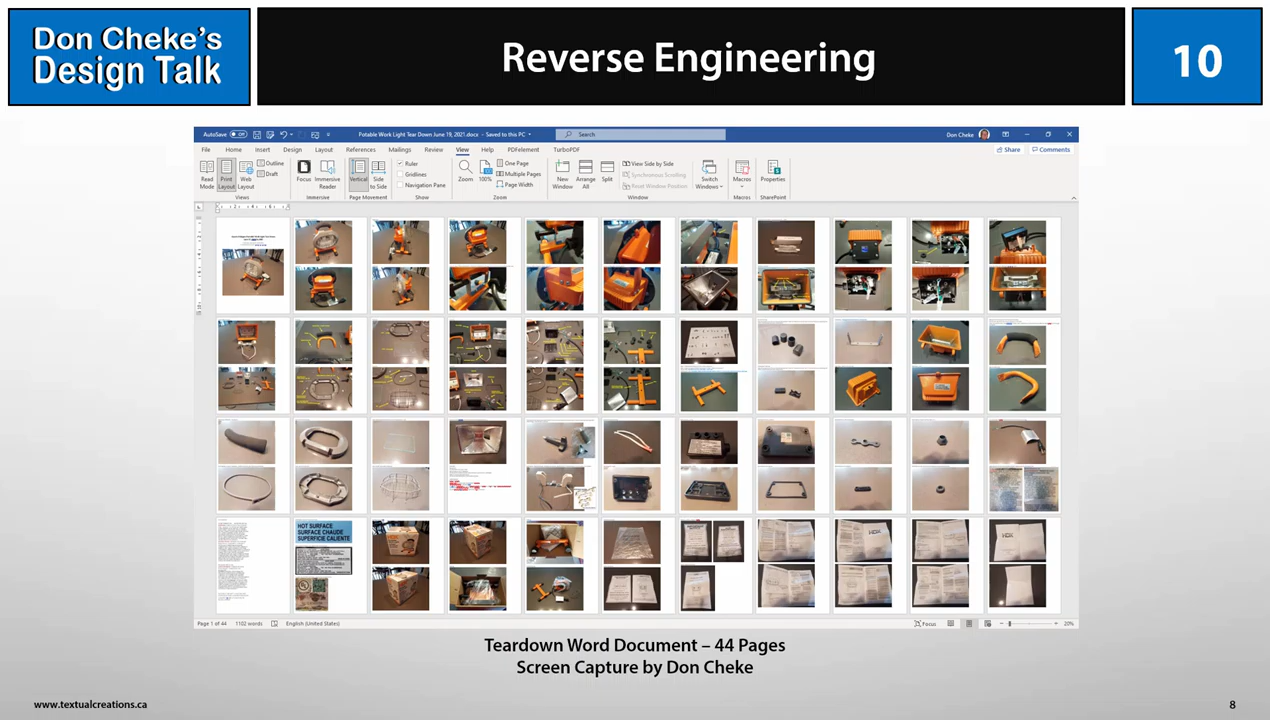 Don Cheke's
Design Talk
Reverse Engineering
10
AutoSave Off
Potable Work Light Tear Down June 19, 2021.docx - Saved to this PC
Search
Don Cheke
File Home Insert Design Layout References Mailings Review View Help PDFelement TurboPDF
Share Comments
Read Mode
Print Layout
Web Layout
Outline
Draft
Views
Focus
Immersive Reader
Immersive
Vertical
Side to Side
Page Movement
Ruler
Gridlines
Navigation Pane
Show
Zoom
100%
One Page
Multiple Pages
Page Width
Zoom
New Window
Arrange All
Split
View Side by Side
Synchronous Scrolling
Reset Window Position
Window
Switch Windows
Macros
Macros
Properties
SharePoint
HOT SURFACE
SURFACE CHAUDE
SUPERFICIE CALIENTE
HDX
HDX
Page 1 of 44 1102 words English (United States)
Focus
20%
Teardown Word Document – 44 Pages
Screen Capture by Don Cheke
www.textualcreations.ca
8